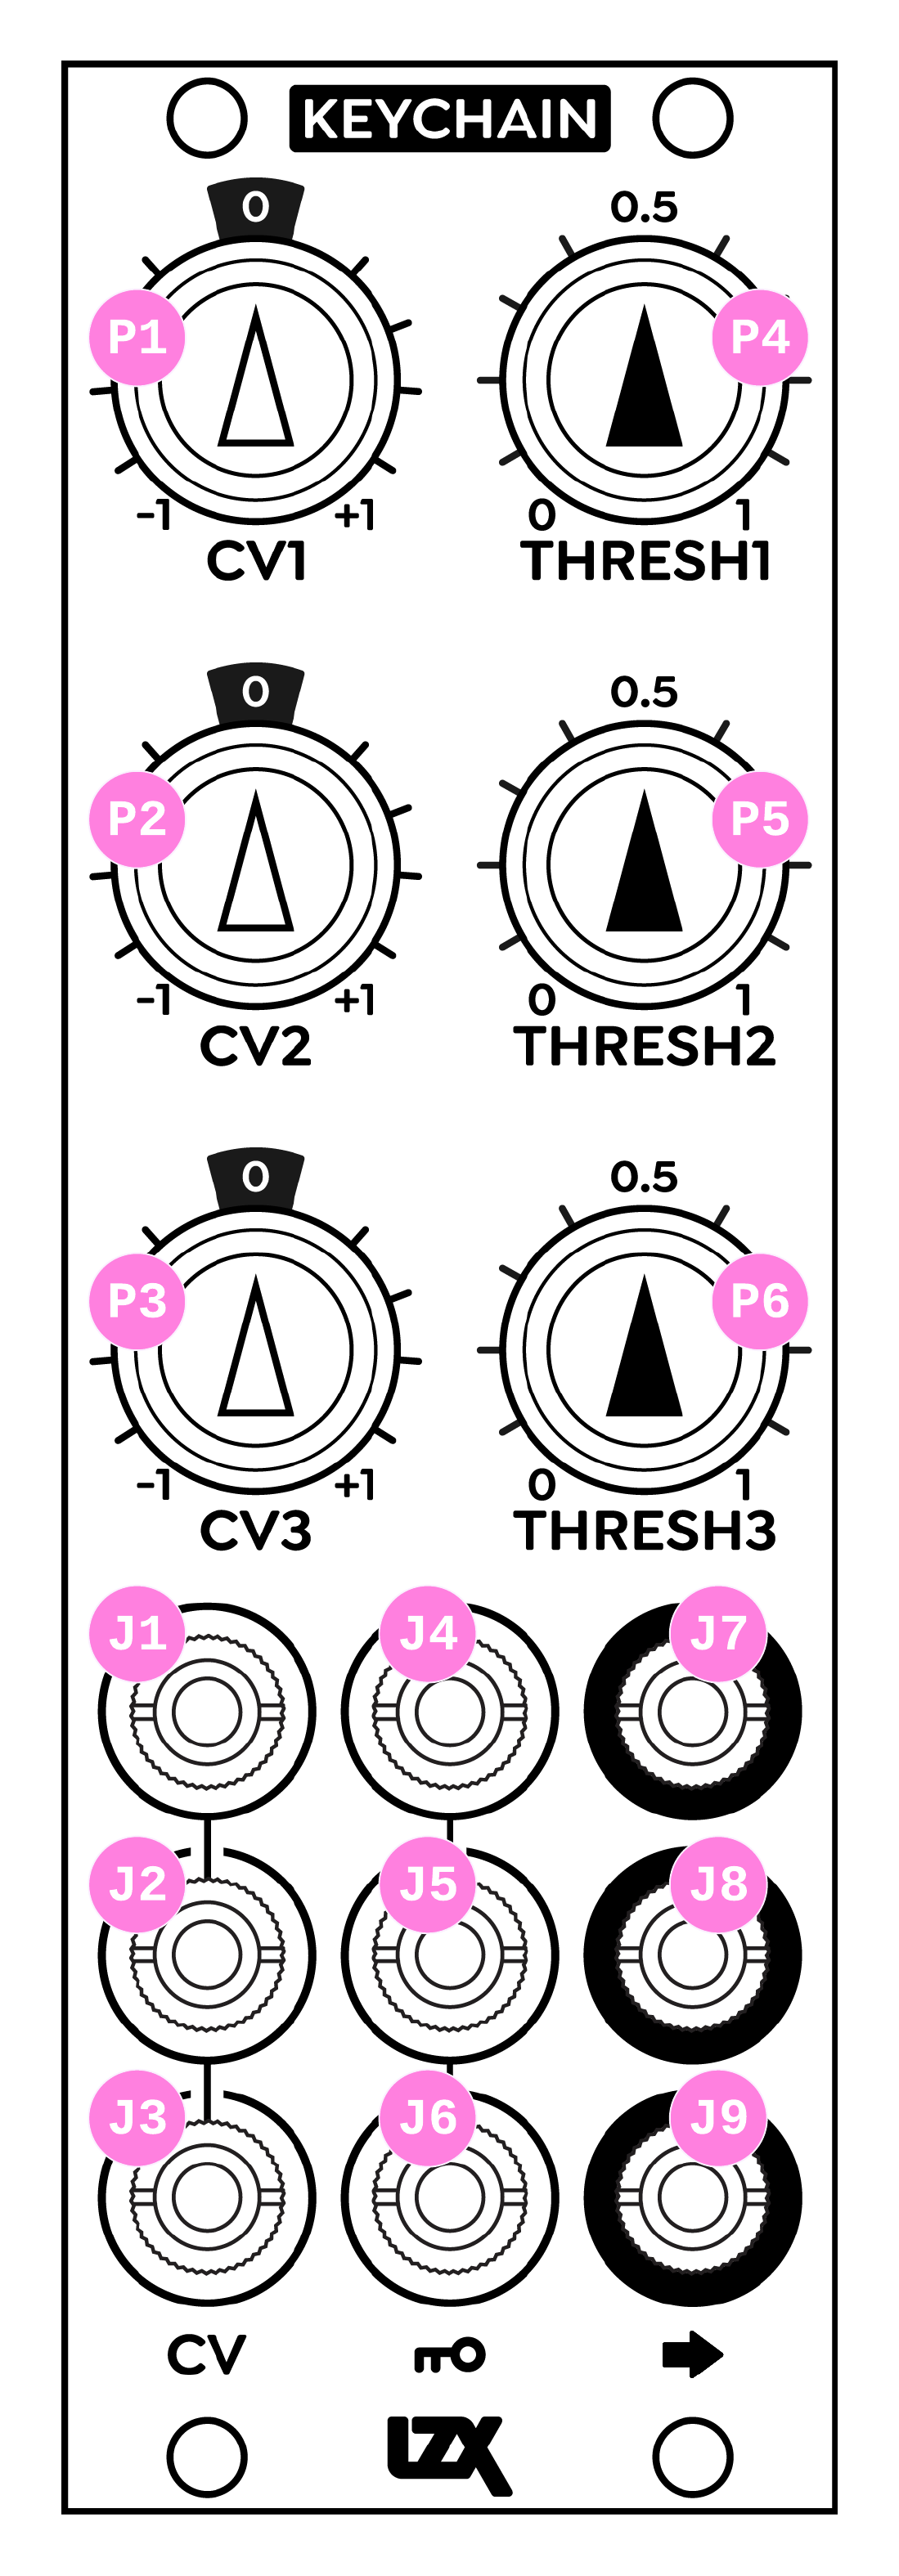 KEYCHAIN
0 0.5
P1 P4
-1 +1 0 1
CV1 THRESH1
0 0.5
P2 P5
-1 +1 0 1
CV2 THRESH2
0 0.5
P3 P6
-1 +1 0 1
CV3 THRESH3
J1 J4 J7
J2 J5 J8
J3 J6 J9
CV
LZX